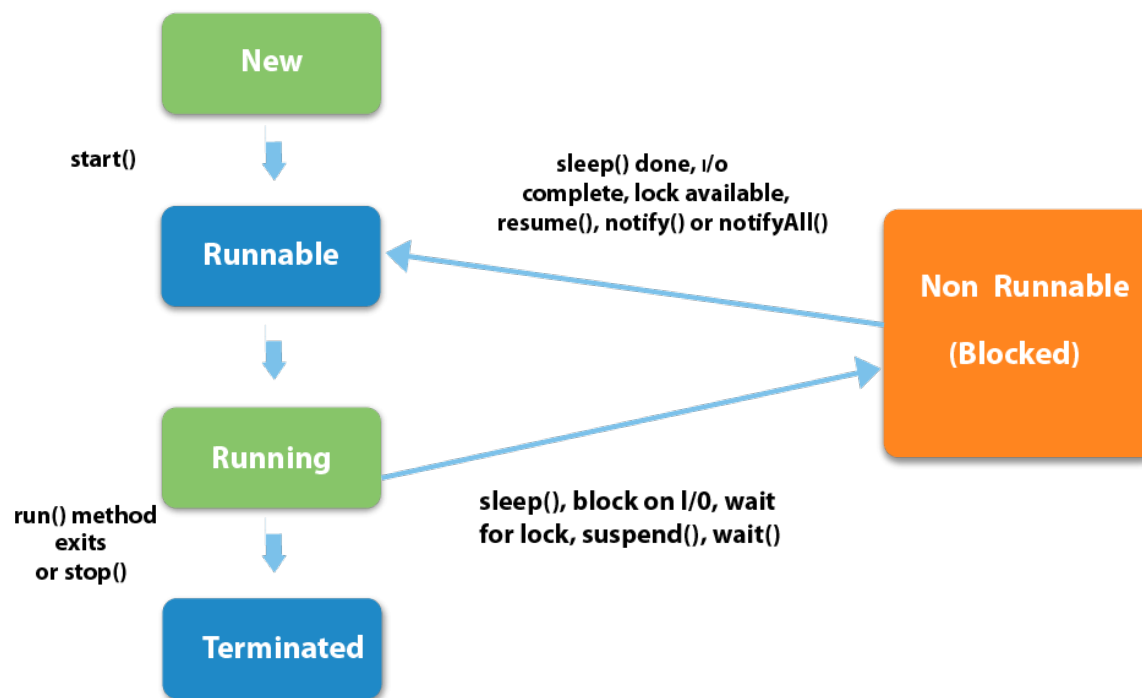 New
start()
sleep() done, I/o
complete, lock available,
resume(), notify() or notifyAll()
Runnable
Non Runnable
(Blocked)
Running
sleep(), block on l/0, wait
for lock, suspend(), wait()
run() method
exits
or stop()
Terminated